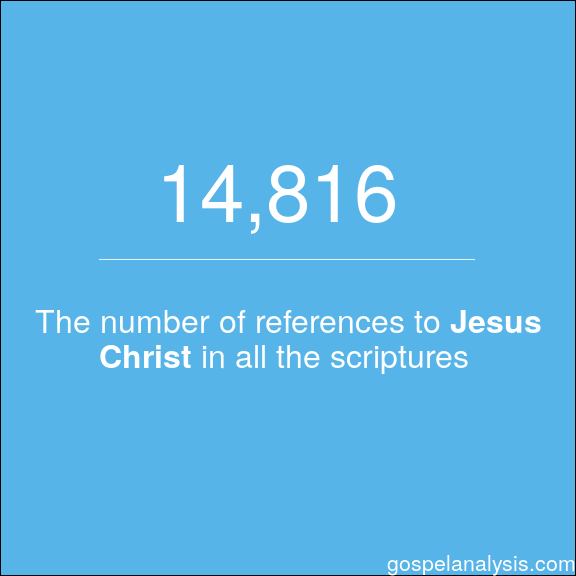 14,816
The number of references to Jesus
Christ in all the scriptures
gospelanalysis.com